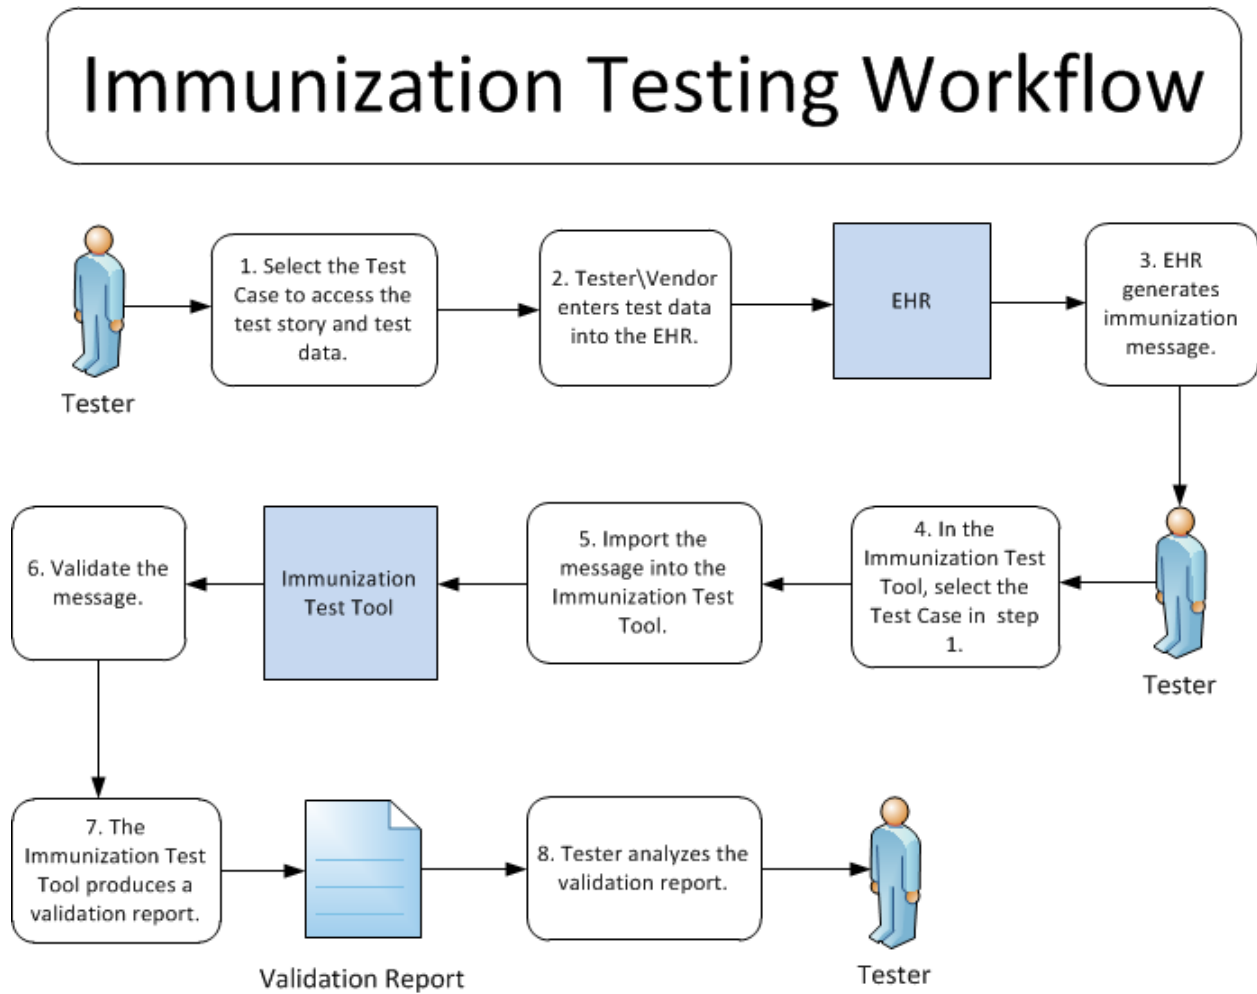 Immunization Testing Workflow
1. Select the Test
Case to access the
test story and test
data.
2. Tester\Vendor
enters test data
into the EHR.
EHR
3. EHR
generates
immunization
message.
Tester
6. Validate the
message.
Immunization
Test Tool
5. Import the
message into the
Immunization Test
Tool.
4. In the
Immunization Test
Tool, select the
Test Case in  step
1.
Tester
7. The
Immunization Test
Tool produces a
validation report.
8. Tester analyzes the
validation report.
Validation Report
Tester